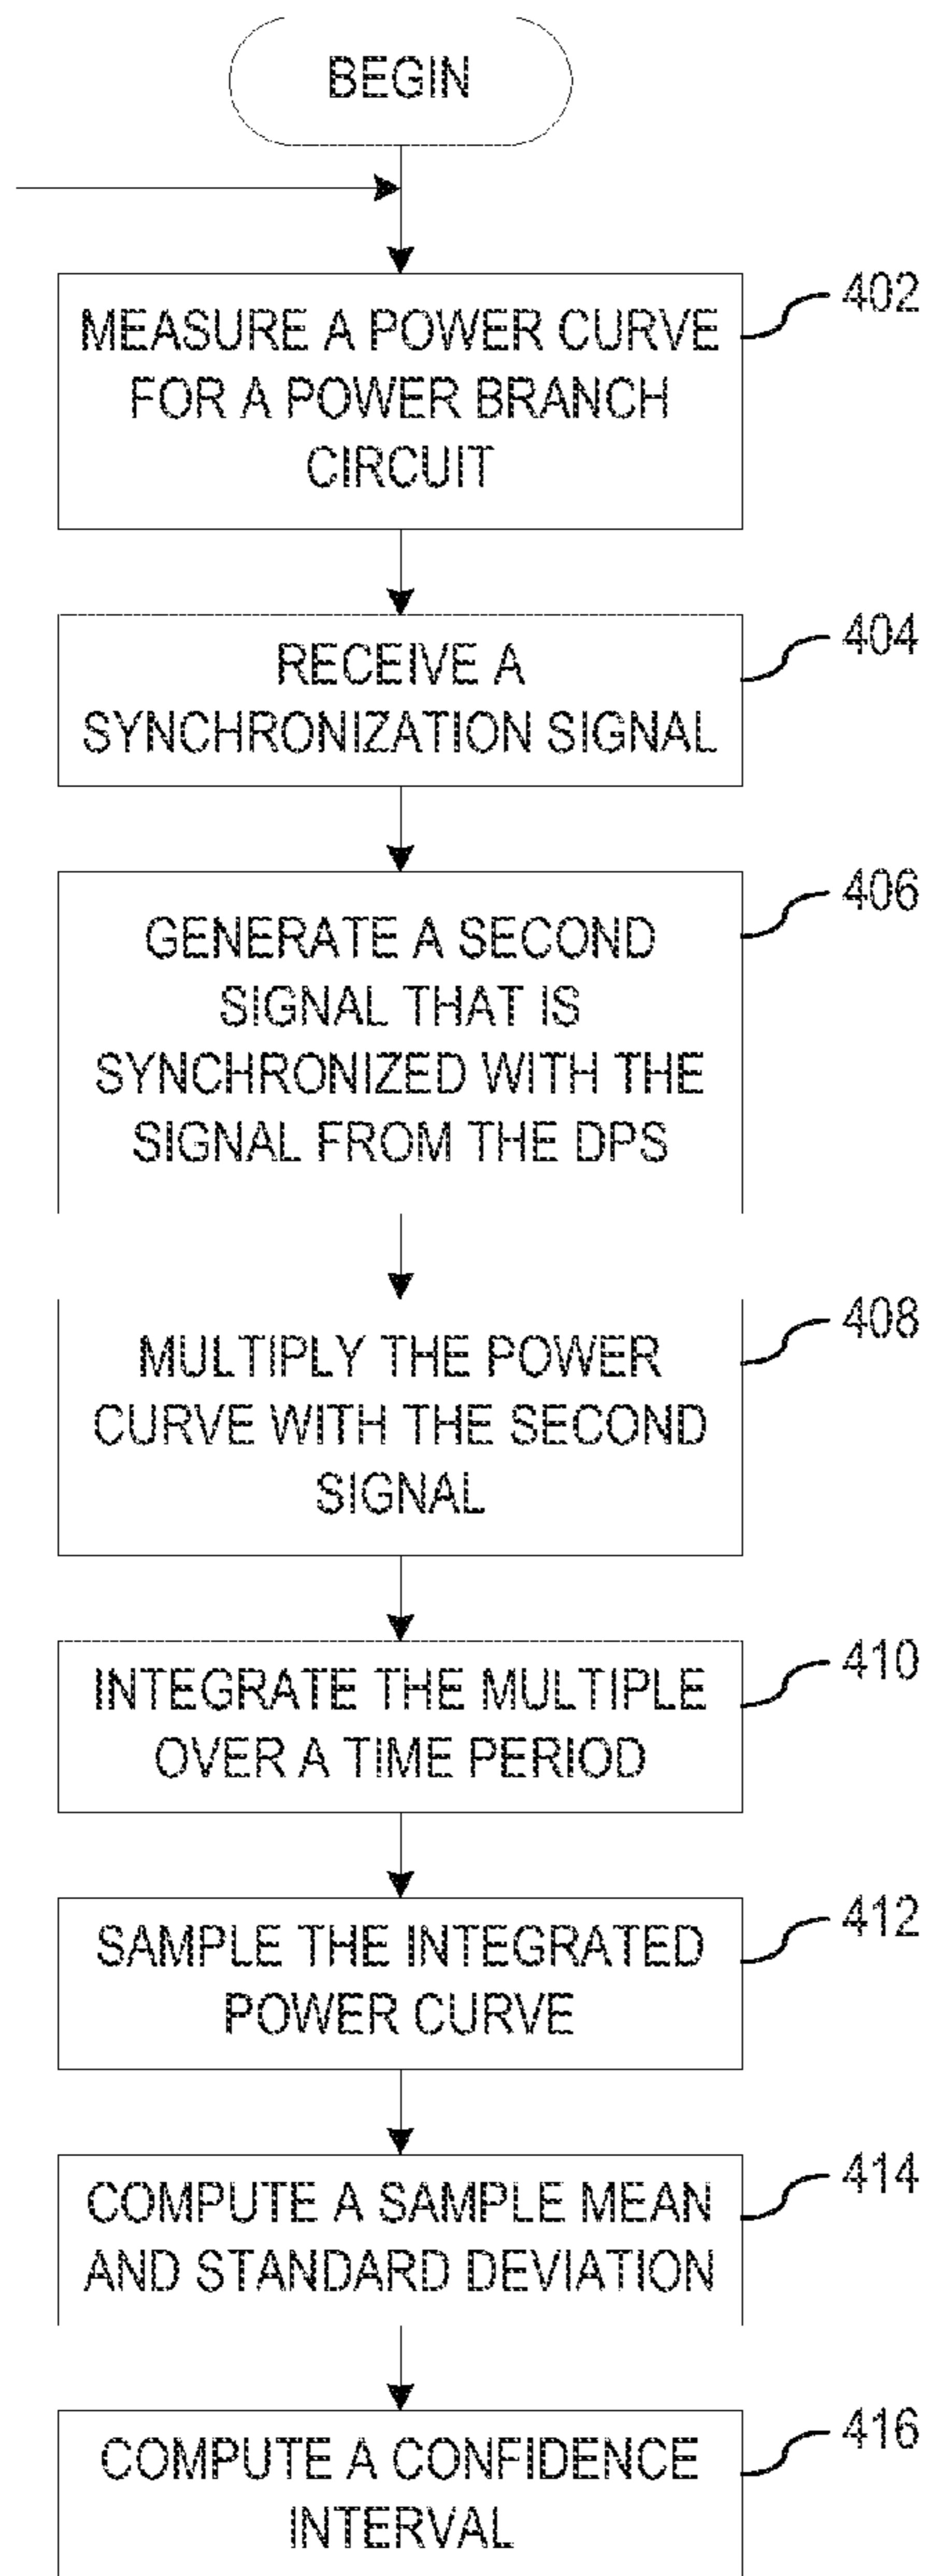 BEGIN
402
MEASURE A POWER CURVE
FOR A POWER BRANCH
CIRCUIT
404
RECEIVE A
SYNCHRONIZATION SIGNAL
406
GENERATE A SECOND
SIGNAL THAT IS
SYNCHRONIZED WITH THE
SIGNAL FROM THE DPS
408
MULTIPLY THE POWER
CURVE WITH THE SECOND
SIGNAL
410
INTEGRATE THE MULTIPLE
OVER A TIME PERIOD
412
SAMPLE THE INTEGRATED
POWER CURVE
414
COMPUTE A SAMPLE MEAN
AND STANDARD DEVIATION
416
COMPUTE A CONFIDENCE
INTERVAL